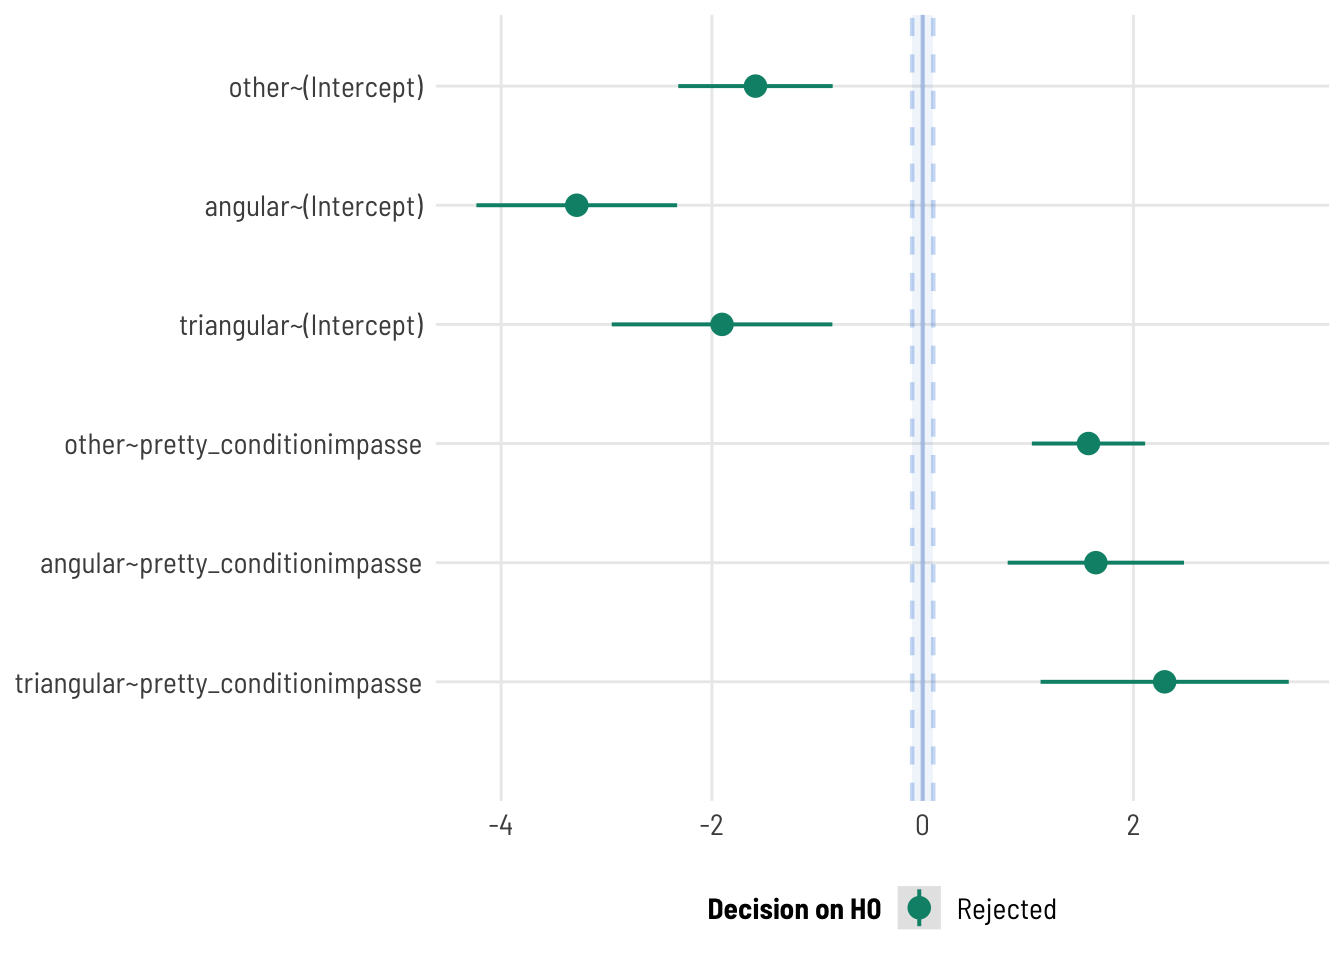 other~(Intercept)
angular~(Intercept)
triangular~(Intercept)
other~pretty_conditionimpasse
angular~pretty_conditionimpasse
triangular~pretty_conditionimpasse
-4 -2 0 2
Decision on H0 Rejected